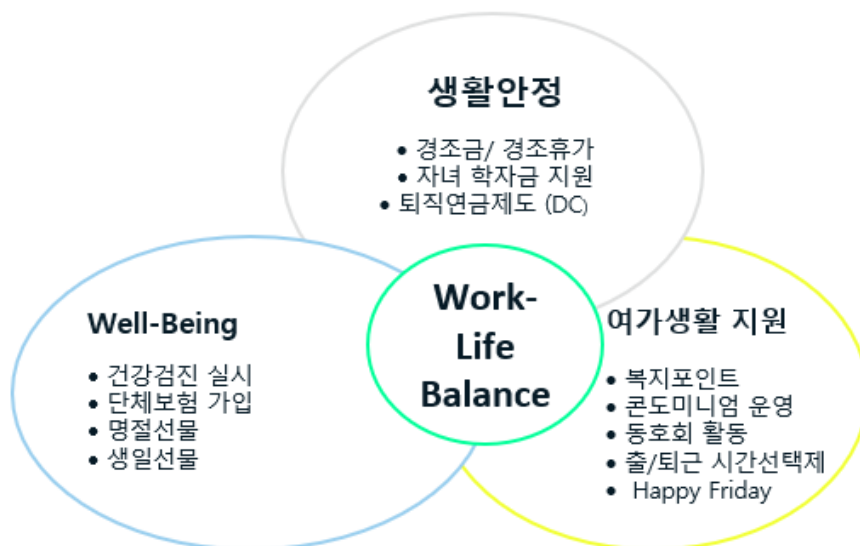 생활안정
• 경조금/ 경조휴가
• 자녀 학자금 지원
• 퇴직연금제도 (DC)
Work-
Life
Balance
Well-Being
• 건강검진 실시
• 단체보험 가입
• 명절선물
• 생일선물
여가생활 지원
• 복지포인트
• 콘도미니엄 운영
• 동호회 활동
• 출/퇴근 시간선택제
• Happy Friday